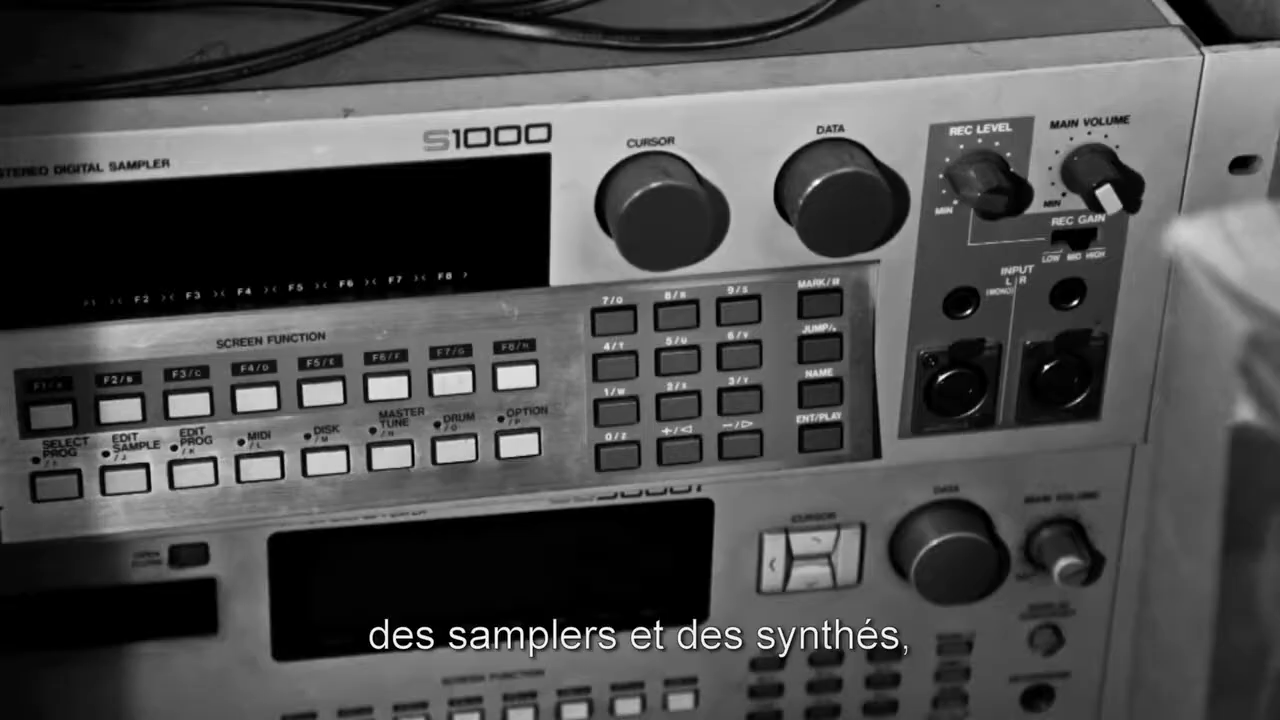 S1000
STEREO DIGITAL SAMPLER
CURSOR
DATA
REC LEVEL
MAIN VOLUME
MIN
MIN
REC GAIN
LOW MID HIGH
INPUT
L R
(MONO)
F1 >< F2 >< F3 >< F4 >< F5 >< F6 >< F7 >< F8 >
SCREEN FUNCTION
F1/A F2/B F3/C F4/D F5/E F6/F F7/G F8/H
SELECT PROG /I
EDIT SAMPLE /J
EDIT PROG /K
MIDI /L
DISK /M
MASTER TUNE /N
DRUM /O
OPTION /P
7/Q 8/R 9/S MARK/#
4/T 5/U 6/V JUMP/.
1/W 2/X 3/Y NAME
0/Z +/◁ −/▷ ENT/PLAY
CURSOR
DATA
MAIN VOLUME
SCREEN FUNCTION
des samplers et des synthés,